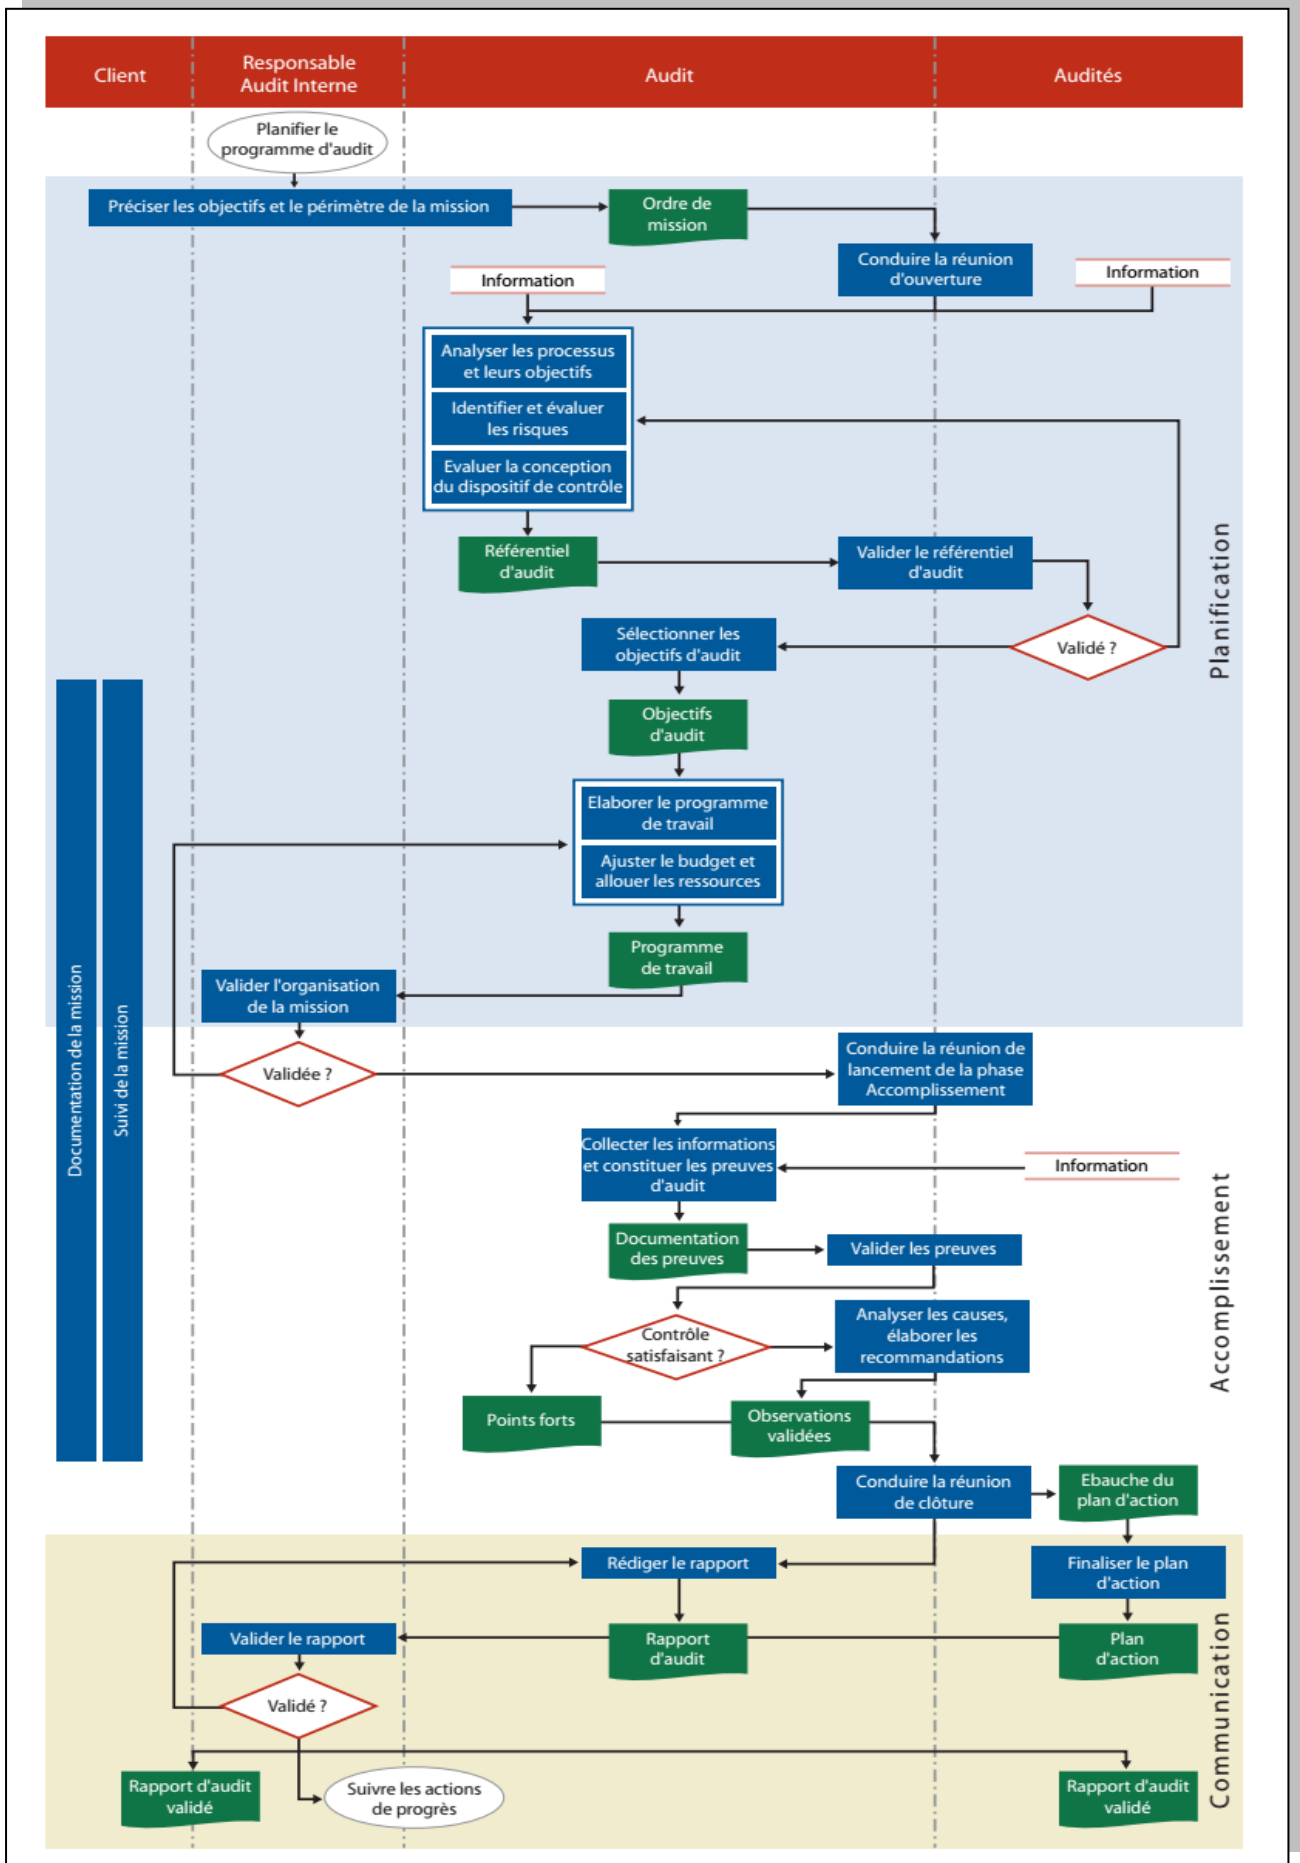 Client
Responsable
Audit Interne
Audit
Audités
Planifier le
programme d'audit
Préciser les objectifs et le périmètre de la mission
Ordre de
mission
Conduire la réunion
d'ouverture
Information
Information
Analyser les processus
et leurs objectifs
Identifier et évaluer
les risques
Evaluer la conception
du dispositif de contrôle
Référentiel
d'audit
Valider le référentiel
d'audit
Planification
Sélectionner les
objectifs d'audit
Validé ?
Objectifs
d'audit
Elaborer le programme
de travail
Ajuster le budget et
allouer les ressources
Programme
de travail
Valider l'organisation
de la mission
Documentation de la mission
Suivi de la mission
Validée ?
Conduire la réunion de
lancement de la phase
Accomplissement
Collecter les informations
et constituer les preuves
d'audit
Information
Accomplissement
Documentation
des preuves
Valider les preuves
Contrôle
satisfaisant ?
Analyser les causes,
élaborer les
recommandations
Points forts
Observations
validées
Conduire la réunion
de clôture
Ebauche du
plan d'action
Rédiger le rapport
Finaliser le plan
d'action
Valider le rapport
Rapport
d'audit
Plan
d'action
Communication
Validé ?
Rapport d'audit
validé
Suivre les actions
de progrès
Rapport d'audit
validé